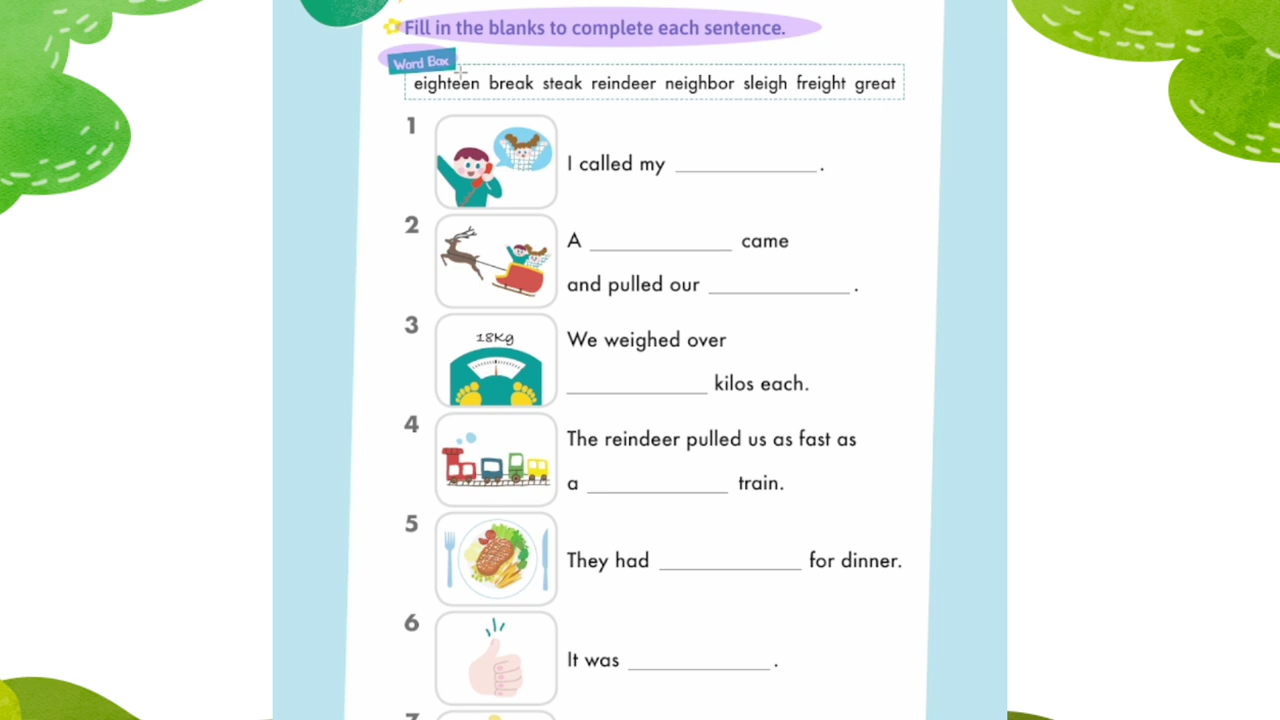 Fill in the blanks to complete each sentence.
Word Box
eighteen break steak reindeer neighbor sleigh freight great
1
I called my ____________ .
2
A ____________ came
and pulled our ____________ .
3
18Kg
We weighed over
____________ kilos each.
4
The reindeer pulled us as fast as
a ____________ train.
5
They had ____________ for dinner.
6
It was ____________ .